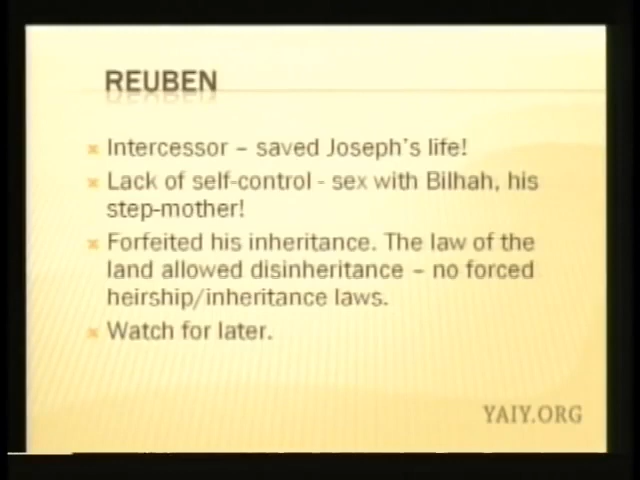 REUBEN
Intercessor – saved Joseph's life!
Lack of self-control - sex with Bilhah, his
step-mother!
Forfeited his inheritance. The law of the
land allowed disinheritance – no forced
heirship/inheritance laws.
Watch for later.
YAIY.ORG